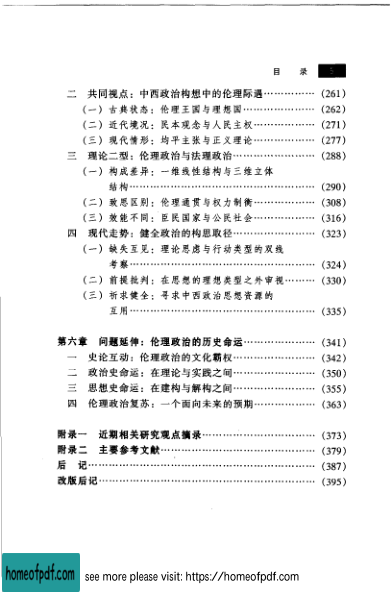 目 录 5
二 共同视点：中西政治构想中的伦理际遇……………(261)
(一) 古典状态：伦理王国与理想国…………………(262)
(二) 近代境况：民本观念与人民主权………………(271)
(三) 现代情形：均平主张与正义理论………………(277)
三 理论二型：伦理政治与法理政治……………………(288)
(一) 构成差异：一维线性结构与三维立体
结构………………………………………………(290)
(二) 致思区别：伦理通贯与权力制衡………………(308)
(三) 效能不同：臣民国家与公民社会………………(316)
四 现代走势：健全政治的构思取径……………………(323)
(一) 缺失互见：理论思虑与行动类型的双线
考察………………………………………………(324)
(二) 前提批判：在思想的理想类型之外审视………(330)
(三) 祈求健全：寻求中西政治思想资源的
互用………………………………………………(335)
第六章 问题延伸：伦理政治的历史命运………………(341)
一 史论互动：伦理政治的文化霸权……………………(342)
二 政治史命运：在理论与实践之间……………………(350)
三 思想史命运：在建构与解构之间……………………(355)
四 伦理政治复苏：一个面向未来的预期………………(363)
附录一 近期相关研究观点摘录…………………………(373)
附录二 主要参考文献……………………………………(379)
后 记………………………………………………………(387)
改版后记……………………………………………………(395)
homeofpdf.com see more please visit: https://homeofpdf.com